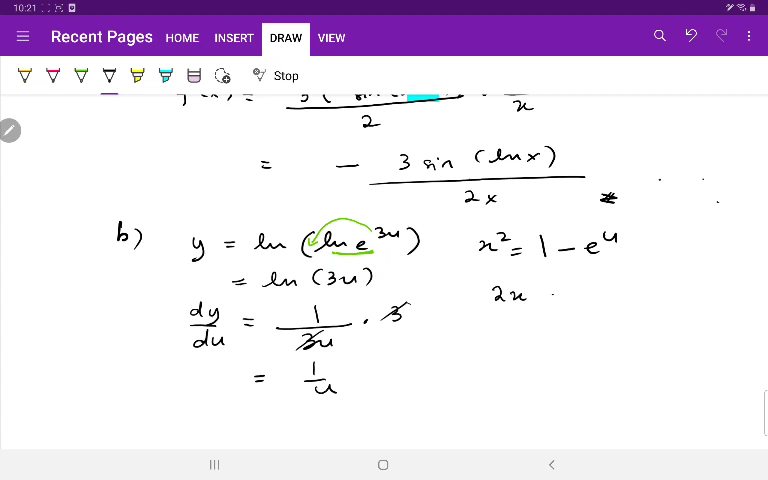 10:21
Recent Pages HOME INSERT DRAW VIEW
Stop
2 x
= - 3 sin (ln x) / 2x
b) y = ln (ln e^3u) x² = 1 - e^u
= ln (3u)
2x
dy/du = 1/3u · 3
= 1/u